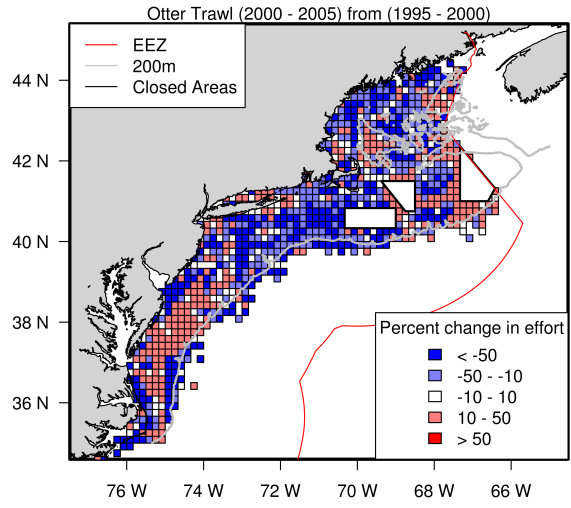 Otter Trawl (2000 - 2005) from (1995 - 2000)
EEZ
200m
Closed Areas
44 N
42 N
40 N
38 N
36 N
Percent change in effort
< -50
-50 - -10
-10 - 10
10 - 50
> 50
76 W 74 W 72 W 70 W 68 W 66 W